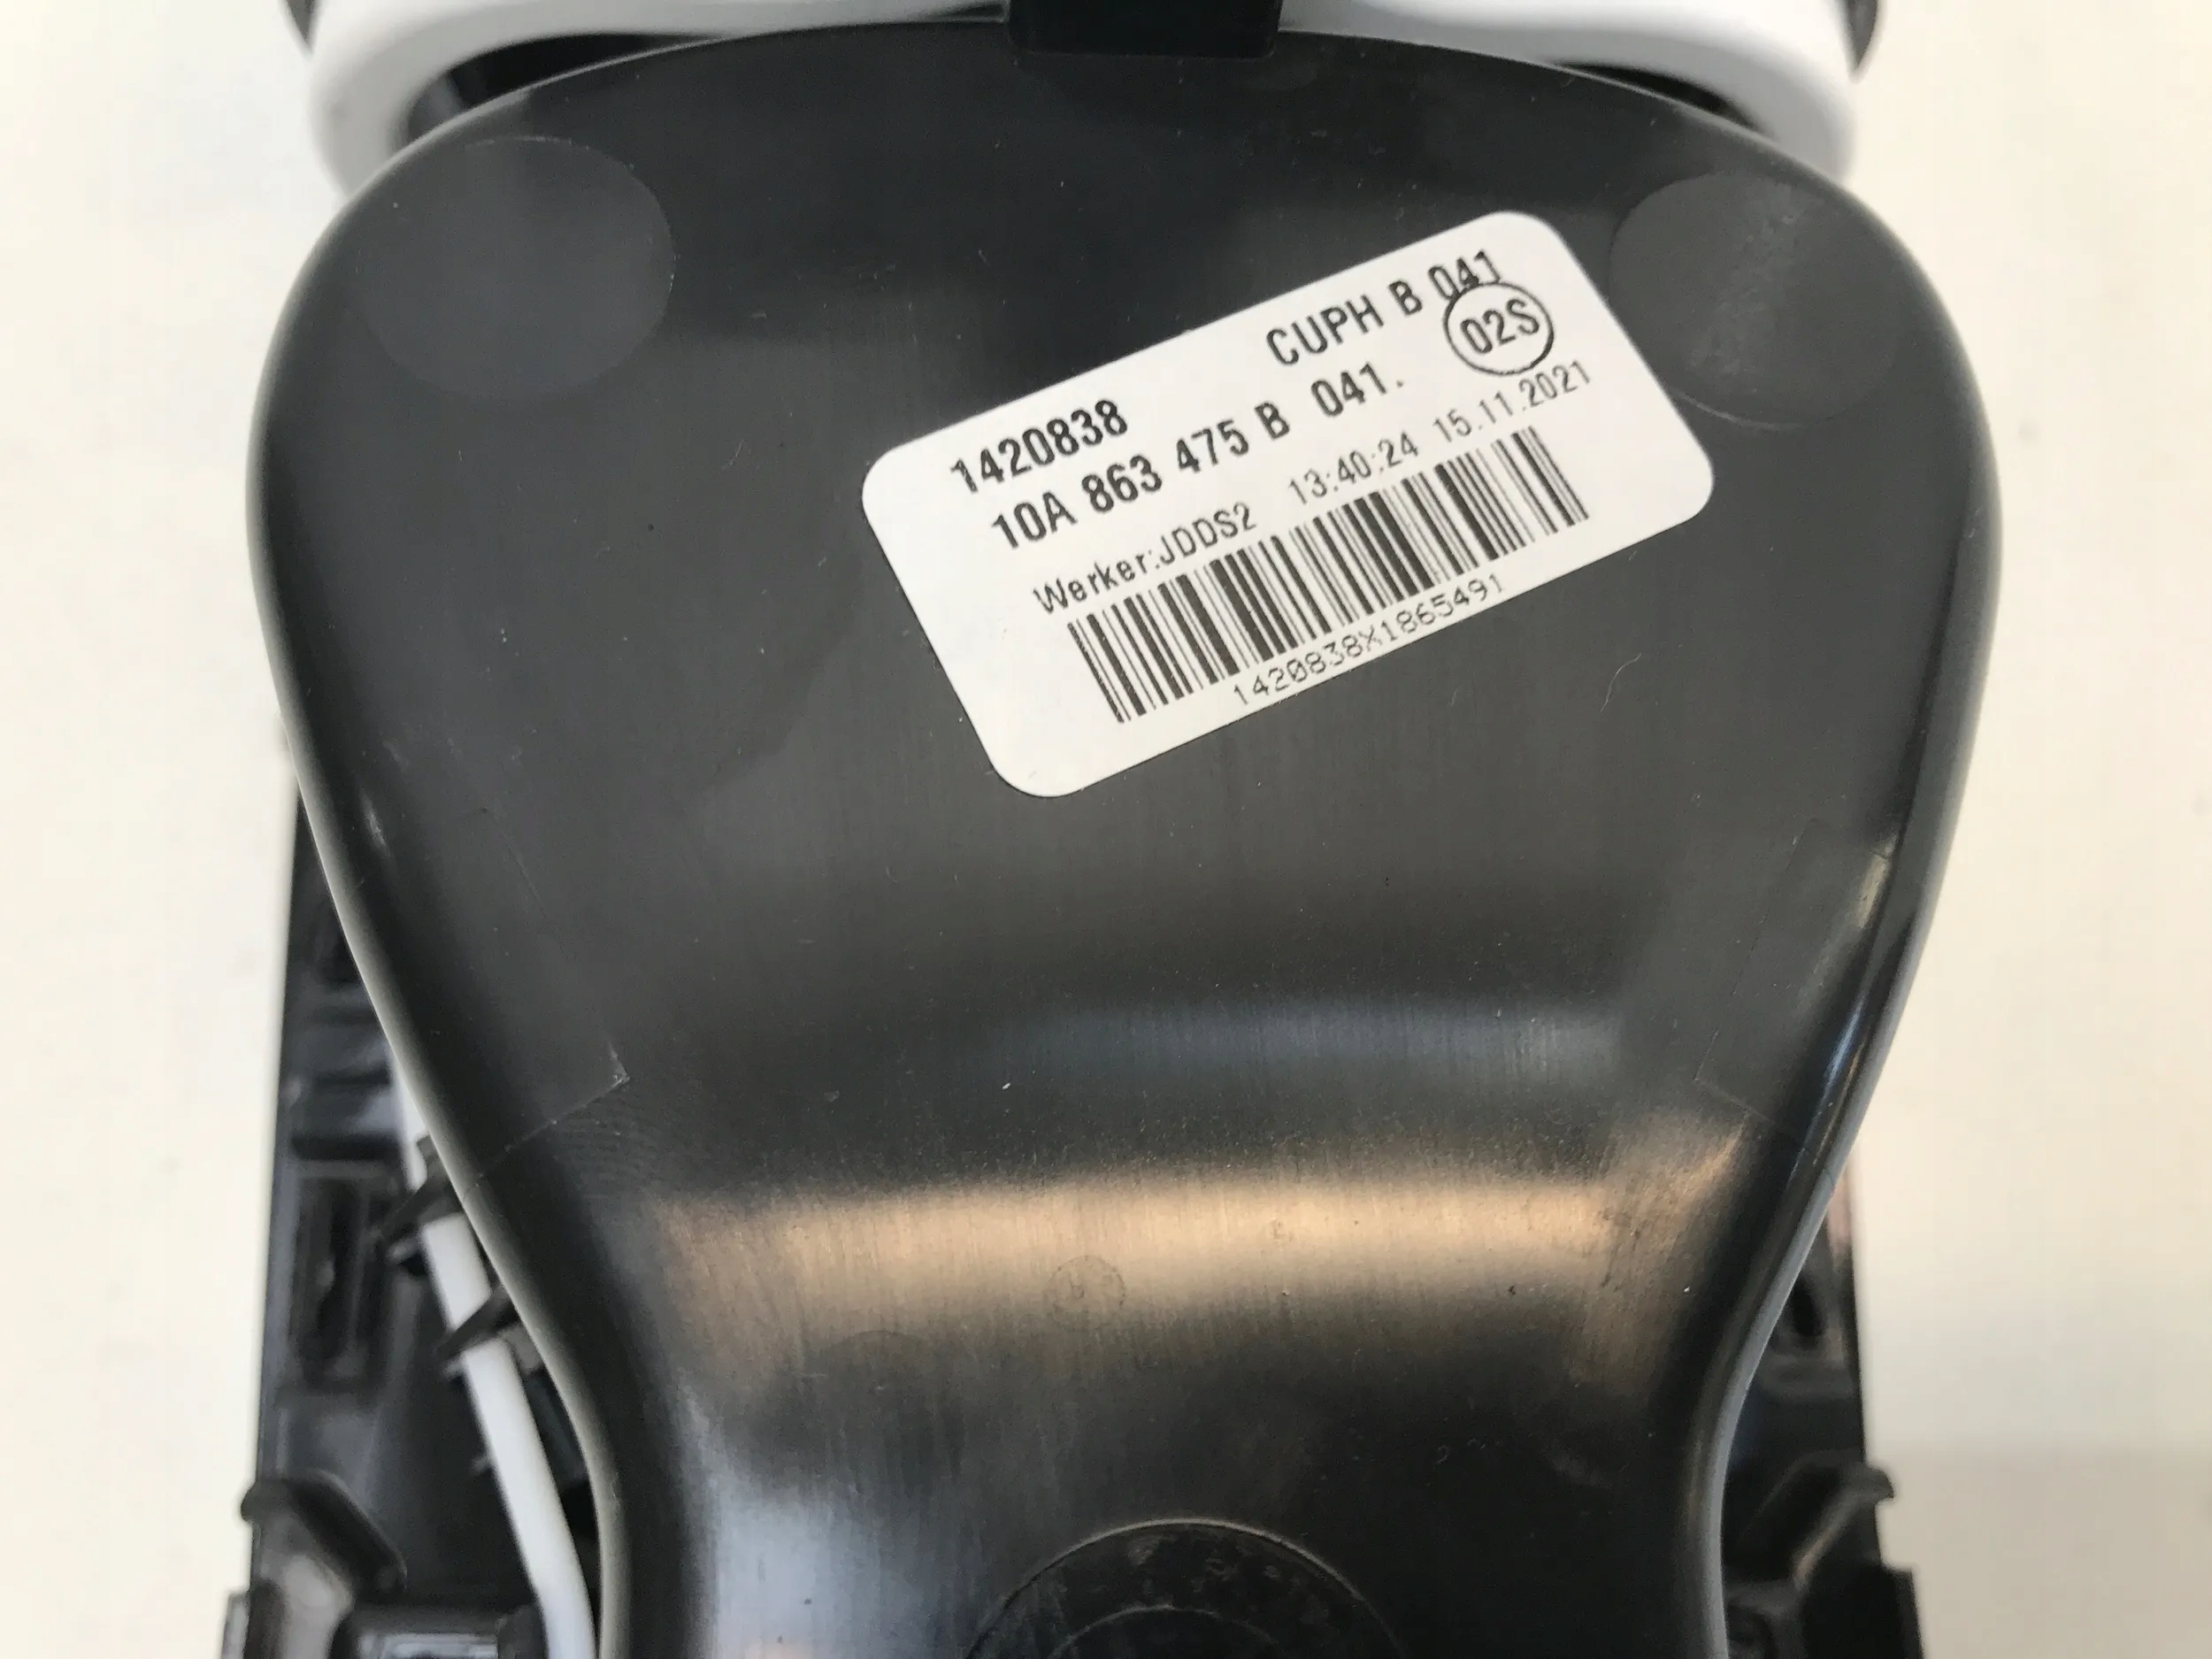 CUPH B 041
1420838
02S
10A 863 475 B 041.
Werker:JDDS2 13:40:24 15.11.2021
1420838X1865491